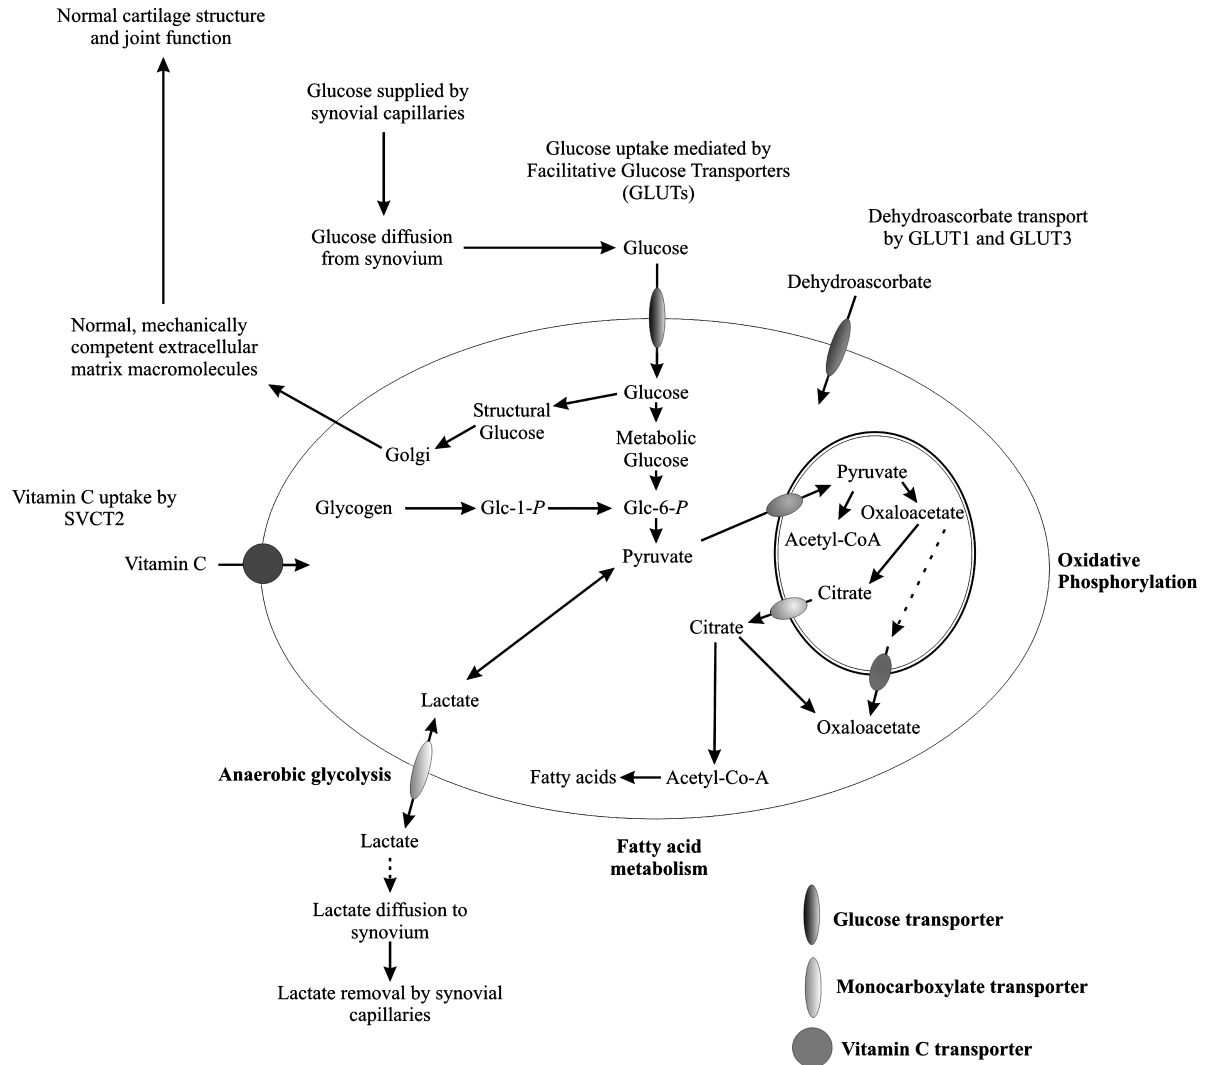 Normal cartilage structure
and joint function
Glucose supplied by
synovial capillaries
Glucose uptake mediated by
Facilitative Glucose Transporters
(GLUTs)
Dehydroascorbate transport
by GLUT1 and GLUT3
Glucose diffusion
from synovium
Glucose
Dehydroascorbate
Normal, mechanically
competent extracellular
matrix macromolecules
Glucose
Structural
Glucose
Metabolic
Glucose
Golgi
Pyruvate
Vitamin C uptake by
SVCT2
Glycogen
Glc-1-P
Glc-6-P
Oxaloacetate
Acetyl-CoA
Vitamin C
Pyruvate
Oxidative
Phosphorylation
Citrate
Citrate
Lactate
Oxaloacetate
Anaerobic glycolysis
Fatty acids
Acetyl-Co-A
Lactate
Fatty acid
metabolism
Lactate diffusion to
synovium
Glucose transporter
Lactate removal by synovial
capillaries
Monocarboxylate transporter
Vitamin C transporter